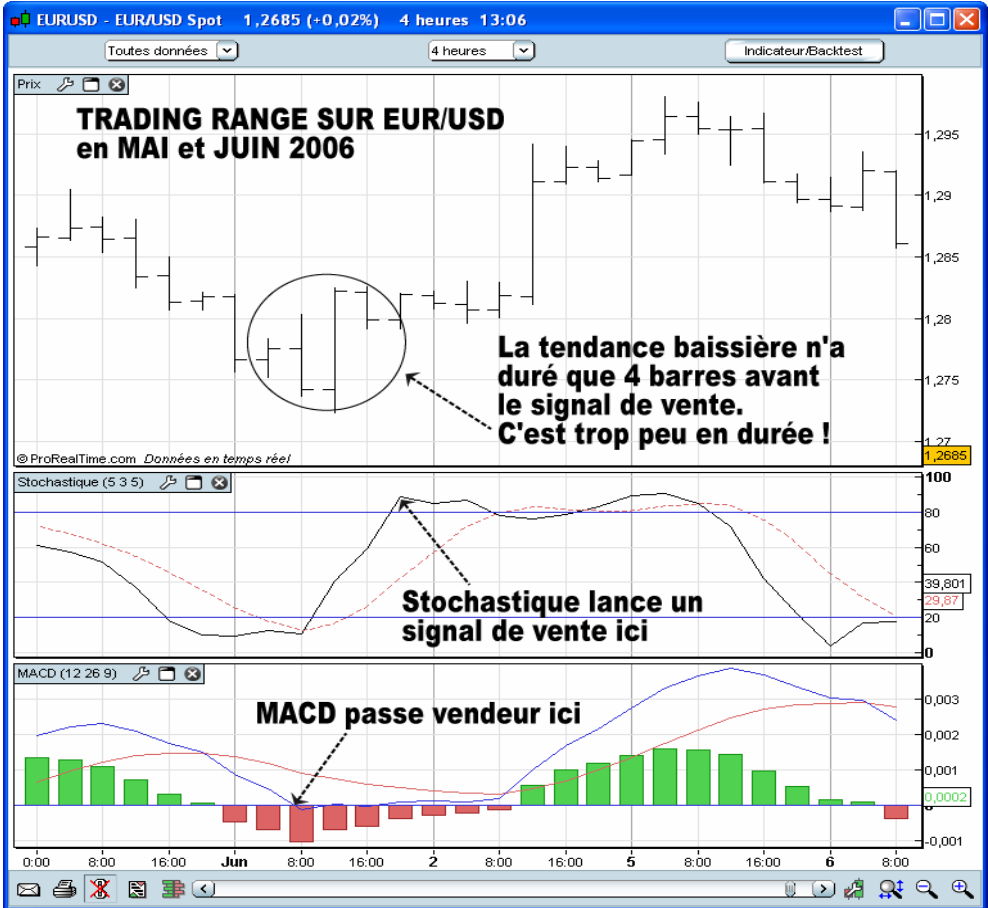 EURUSD - EUR/USD Spot 1,2685 (+0,02%) 4 heures 13:06
Toutes données 4 heures Indicateur/Backtest
Prix
TRADING RANGE SUR EUR/USD
en MAI et JUIN 2006
1,295
1,29
1,285
1,28
La tendance baissière n'a
duré que 4 barres avant
le signal de vente.
C'est trop peu en durée !
1,275
1,27
1,2685
© ProRealTime.com Données en temps réel
Stochastique (5 3 5)
100
80
60
39,801
29,87
20
0
Stochastique lance un
signal de vente ici
MACD (12 26 9)
MACD passe vendeur ici
0,003
0,002
0,001
0,0002
-0,001
0:00 8:00 16:00 Jun 8:00 16:00 2 8:00 16:00 5 8:00 16:00 6 8:00